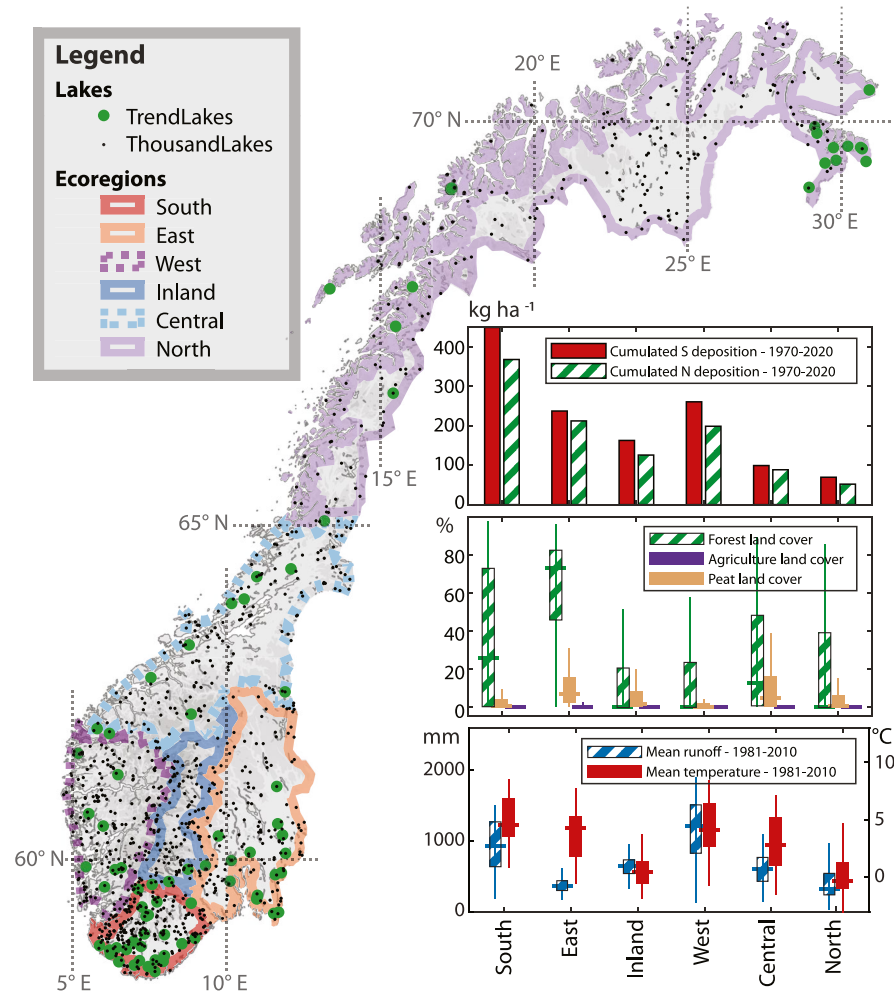 Legend
Lakes
TrendLakes
ThousandLakes
Ecoregions
South
East
West
Inland
Central
North
20° E
70° N
30° E
25° E
15° E
65° N
60° N
5° E
10° E
kg ha ⁻¹
400
300
200
100
0
Cumulated S deposition - 1970-2020
Cumulated N deposition - 1970-2020
%
80
60
40
20
0
Forest land cover
Agriculture land cover
Peat land cover
mm
°C
2000
1000
0
10
5
0
Mean runoff - 1981-2010
Mean temperature - 1981-2010
South
East
Inland
West
Central
North